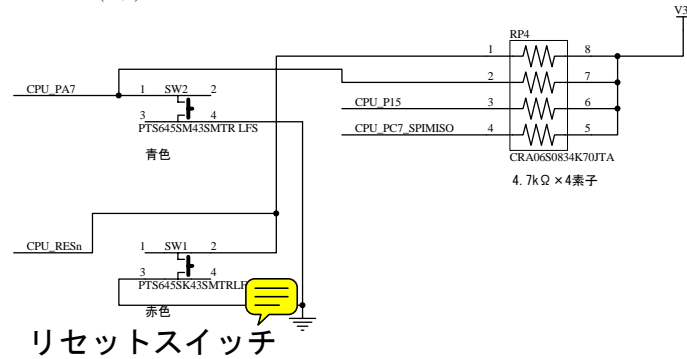 V3
RP4
1 8
2 7
CPU_PA7 1 SW2 2
CPU_P15 3 6
3 4
PTS645SM43SMTR LFS
CPU_PC7_SPIMISO 4 5
青色
CRA06S0834K70JTA
4.7kΩ×4素子
CPU_RESn 1 SW1 2
3 4
PTS645SK43SMTRLF
赤色
リセットスイッチ